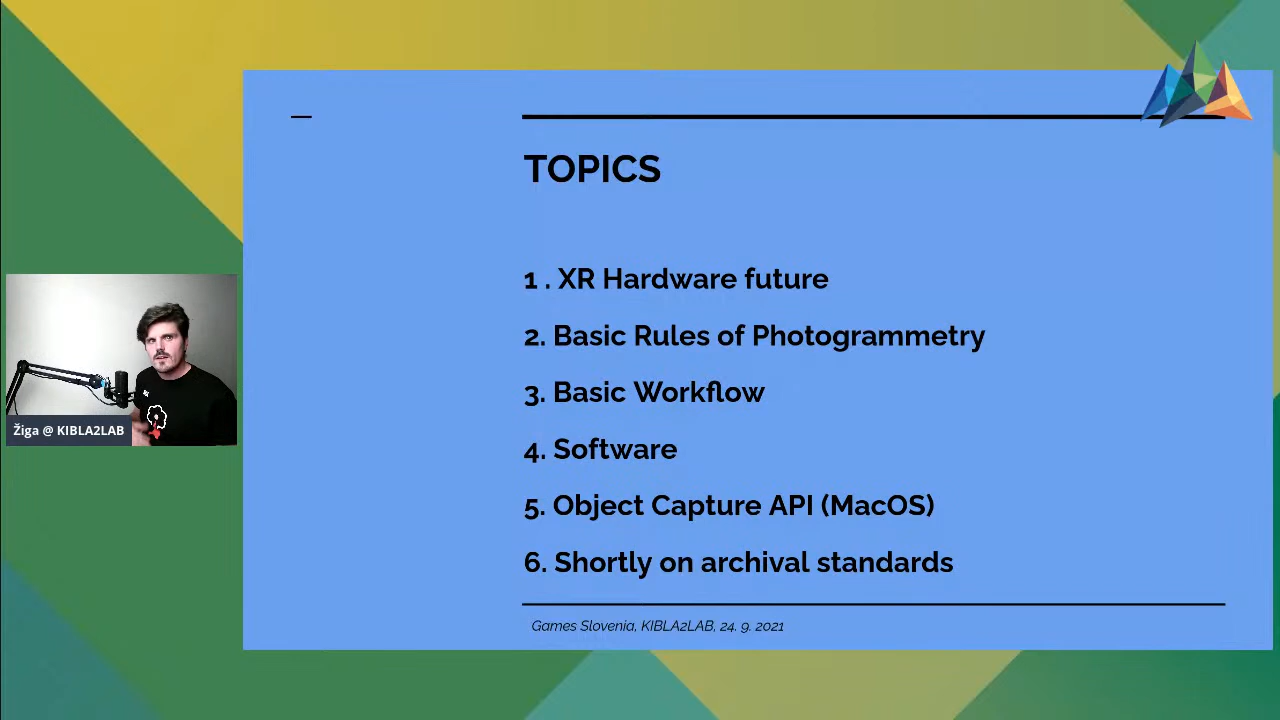 TOPICS
1 . XR Hardware future
2. Basic Rules of Photogrammetry
3. Basic Workflow
4. Software
5. Object Capture API (MacOS)
6. Shortly on archival standards
Games Slovenia, KIBLA2LAB, 24. 9. 2021
Žiga @ KIBLA2LAB